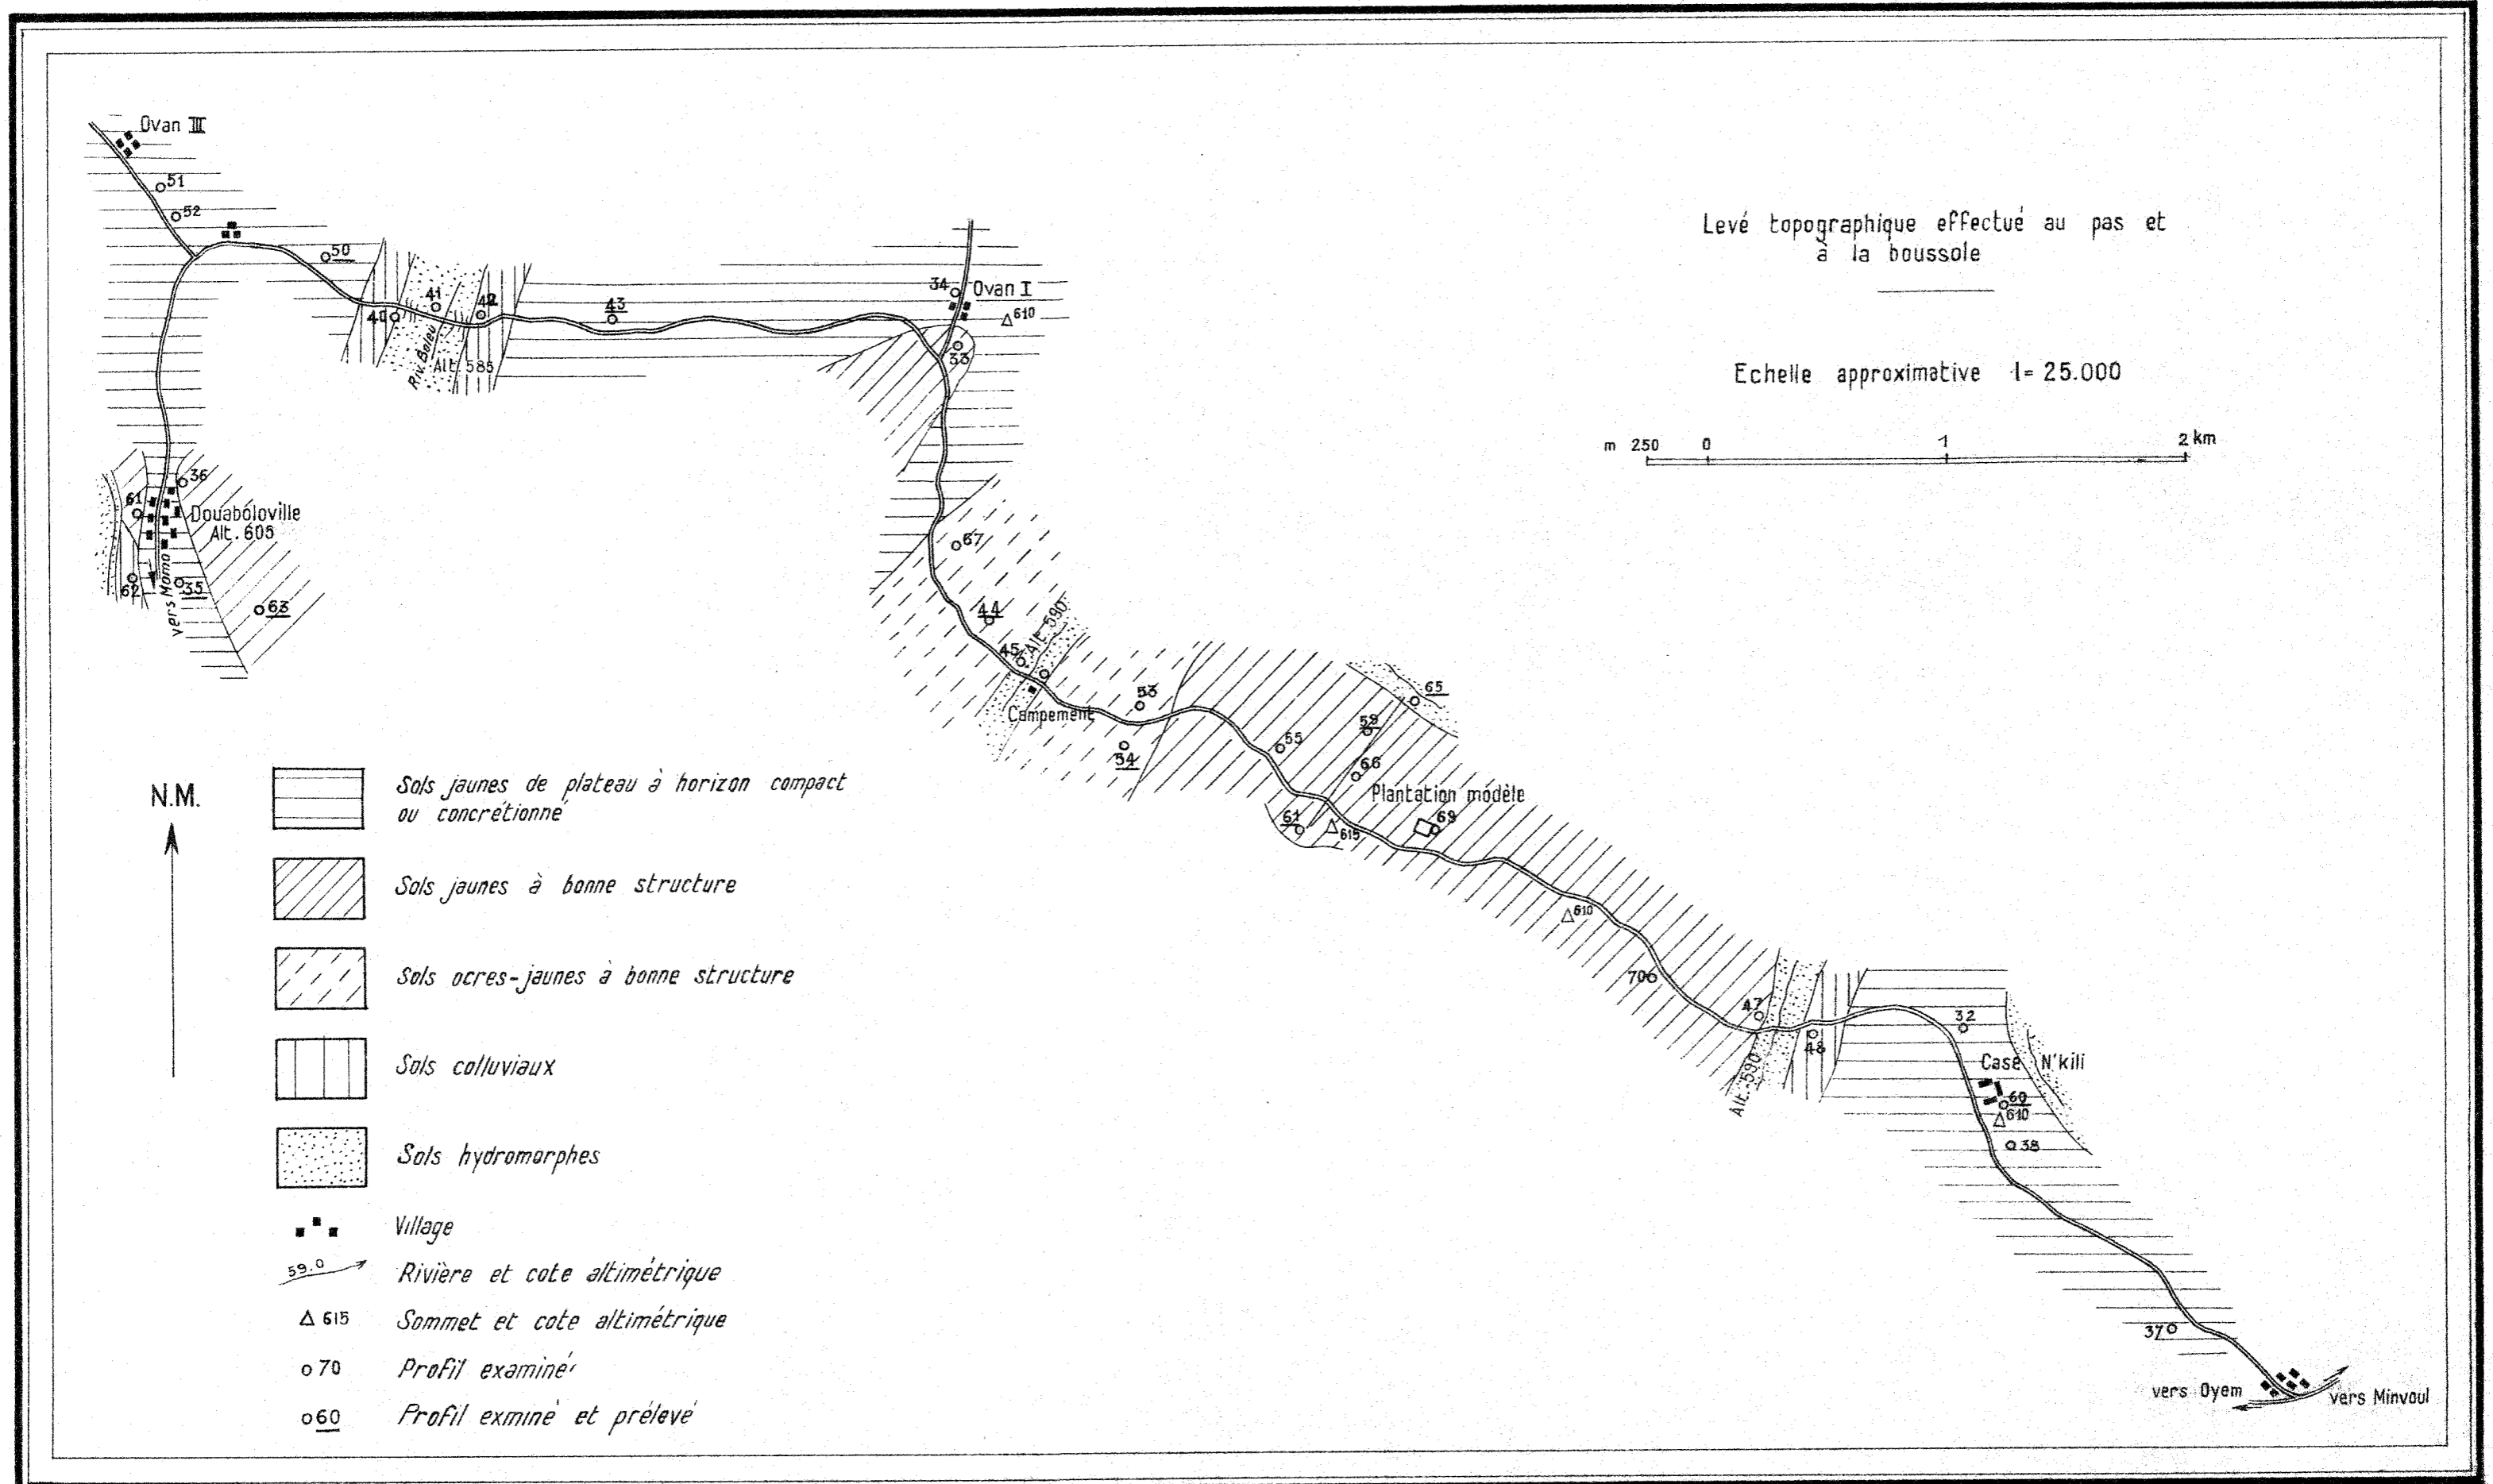 Ovan III
51
52
50
41
42
40
43
Riv. Boleu
Alt. 585
34
Ovan I
610
33
Levé topographique effectué au pas et
à la boussole
Echelle approximative 1= 25.000
m 250 0 1 2 km
36
61
Douabóloville
Alt. 605
62
35
63
vers Momo
67
44
45
Alt. 590
Campement
53
54
65
59
55
66
Plantation módèle
61
615
69
610
70
47
48
Alt. 590
32
Case N'kili
60
610
38
37
vers Oyem
vers Minvoul
N.M.
Sols jaunes de plateau à horizon compact
ou concrétionné
Sols jaunes à bonne structure
Sols ocres-jaunes à bonne structure
Sols colluviaux
Sols hydromorphes
Village
59.0
Rivière et cote altimétrique
615
Sommet et cote altimétrique
70
Profil examiné
60
Profil exminé et prélevé